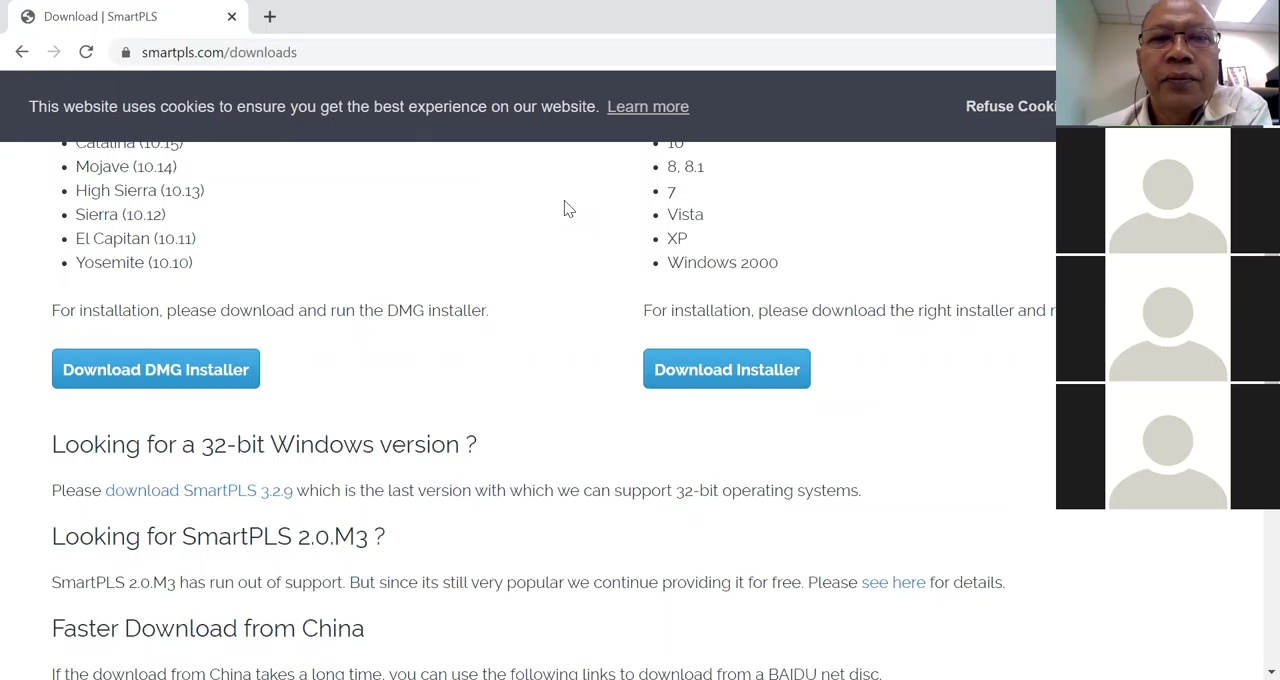 Download | SmartPLS
smartpls.com/downloads
This website uses cookies to ensure you get the best experience on our website. Learn more
Refuse Cooki
Catalina (10.15)
Mojave (10.14)
High Sierra (10.13)
Sierra (10.12)
El Capitan (10.11)
Yosemite (10.10)
10
8, 8.1
7
Vista
XP
Windows 2000
For installation, please download and run the DMG installer.
For installation, please download the right installer and r
Download DMG Installer
Download Installer
Looking for a 32-bit Windows version ?
Please download SmartPLS 3.2.9 which is the last version with which we can support 32-bit operating systems.
Looking for SmartPLS 2.0.M3 ?
SmartPLS 2.0.M3 has run out of support. But since its still very popular we continue providing it for free. Please see here for details.
Faster Download from China
If the download from China takes a long time, you can use the following links to download from a BAIDU net disc.